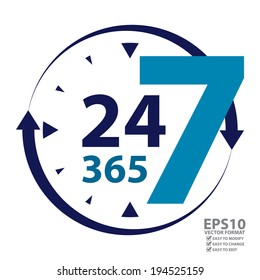 24
7
365
EPS10
VECTOR FORMAT
EASY TO MODIFY
EASY TO CHANGE
EASY TO EDIT
shutterstock.com · 194525159